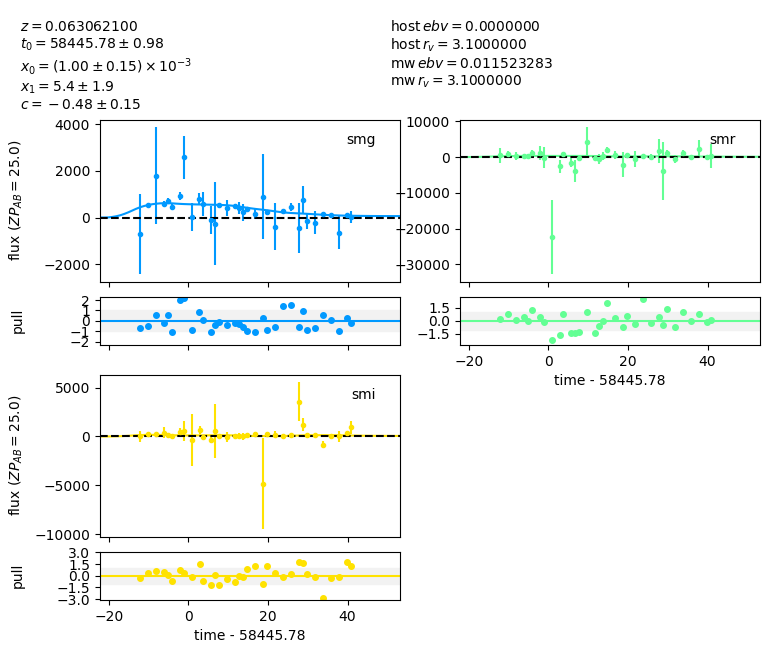 z = 0.063062100
t₀ = 58445.78 ± 0.98
x₀ = (1.00 ± 0.15) × 10⁻³
x₁ = 5.4 ± 1.9
c = −0.48 ± 0.15
host ebv = 0.0000000
host r_v = 3.1000000
mw ebv = 0.011523283
mw r_v = 3.1000000
smg
flux (ZP_AB = 25.0)
4000
2000
0
−2000
pull
2
1
0
−1
−2
smr
10000
0
−10000
−20000
−30000
1.5
0.0
−1.5
−20
0
20
40
time - 58445.78
smi
flux (ZP_AB = 25.0)
5000
0
−5000
−10000
pull
3.0
1.5
0.0
−1.5
−3.0
−20
0
20
40
time - 58445.78